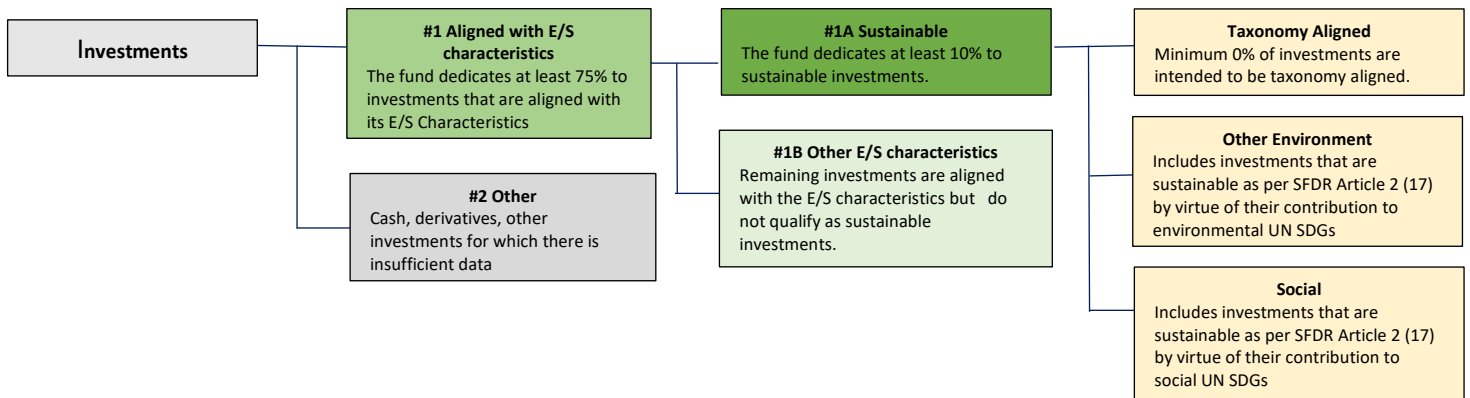 Investments
#1 Aligned with E/S
characteristics
The fund dedicates at least 75% to
investments that are aligned with
its E/S Characteristics
#2 Other
Cash, derivatives, other
investments for which there is
insufficient data
#1A Sustainable
The fund dedicates at least 10% to
sustainable investments.
#1B Other E/S characteristics
Remaining investments are aligned
with the E/S characteristics but do
not qualify as sustainable
investments.
Taxonomy Aligned
Minimum 0% of investments are
intended to be taxonomy aligned.
Other Environment
Includes investments that are
sustainable as per SFDR Article 2 (17)
by virtue of their contribution to
environmental UN SDGs
Social
Includes investments that are
sustainable as per SFDR Article 2 (17)
by virtue of their contribution to
social UN SDGs